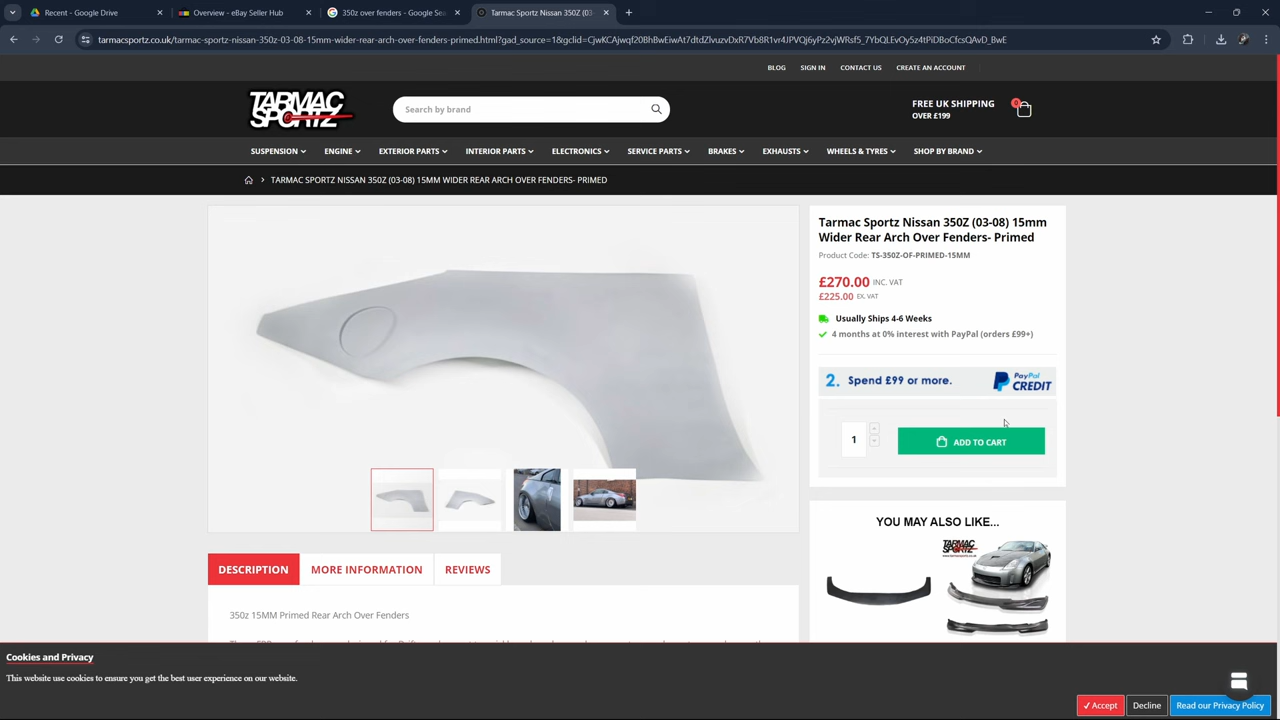 Recent - Google Drive
Overview - eBay Seller Hub
350z over fenders - Google Sea
Tarmac Sportz Nissan 350Z (03-
tarmacsportz.co.uk/tarmac-sportz-nissan-350z-03-08-15mm-wider-rear-arch-over-fenders-primed.html?gad_source=1&gclid=CjwKCAjwqf20BhBwEiwAt7dtdZlvuzvDxR7Vb8R1vr4JPVQj6yPz2vjWRsf5_7YbQLEvOy5z4tPiDBoCfcsQAvD_BwE
BLOG
SIGN IN
CONTACT US
CREATE AN ACCOUNT
TARMAC
SPORTZ
Search by brand
FREE UK SHIPPING
OVER £199
0
SUSPENSION
ENGINE
EXTERIOR PARTS
INTERIOR PARTS
ELECTRONICS
SERVICE PARTS
BRAKES
EXHAUSTS
WHEELS & TYRES
SHOP BY BRAND
TARMAC SPORTZ NISSAN 350Z (03-08) 15MM WIDER REAR ARCH OVER FENDERS- PRIMED
Tarmac Sportz Nissan 350Z (03-08) 15mm
Wider Rear Arch Over Fenders- Primed
Product Code: TS-350Z-OF-PRIMED-15MM
£270.00 INC. VAT
£225.00 EX. VAT
Usually Ships 4-6 Weeks
4 months at 0% interest with PayPal (orders £99+)
2. Spend £99 or more.
PayPal
CREDIT
1
ADD TO CART
YOU MAY ALSO LIKE...
TARMAC
SPORTZ
DESCRIPTION
MORE INFORMATION
REVIEWS
350z 15MM Primed Rear Arch Over Fenders
Cookies and Privacy
This website use cookies to ensure you get the best user experience on our website.
✓ Accept
Decline
Read our Privacy Policy